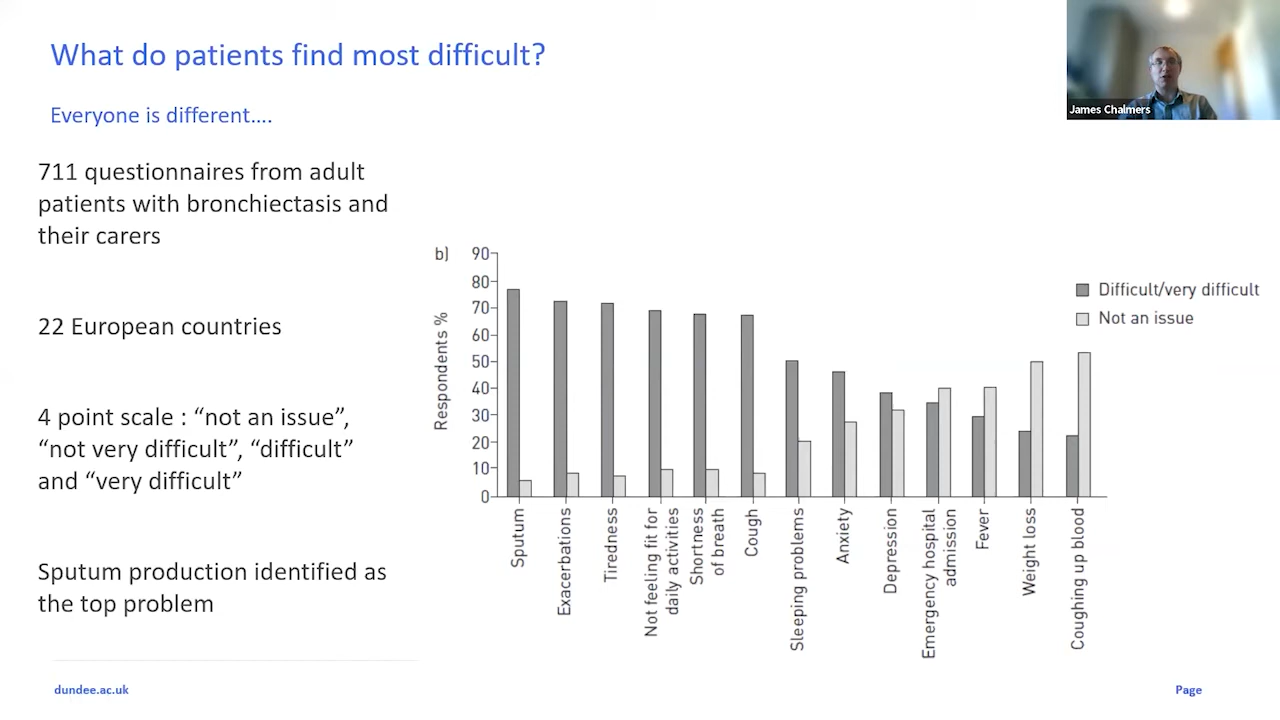 What do patients find most difficult?
Everyone is different....
711 questionnaires from adult
patients with bronchiectasis and
their carers
22 European countries
4 point scale : “not an issue”,
“not very difficult”, “difficult”
and “very difficult”
Sputum production identified as
the top problem
James Chalmers
b)
Respondents %
90
80
70
60
50
40
30
20
10
0
Difficult/very difficult
Not an issue
Sputum
Exacerbations
Tiredness
Not feeling fit for
daily activities
Shortness
of breath
Cough
Sleeping problems
Anxiety
Depression
Emergency hospital
admission
Fever
Weight loss
Coughing up blood
dundee.ac.uk
Page